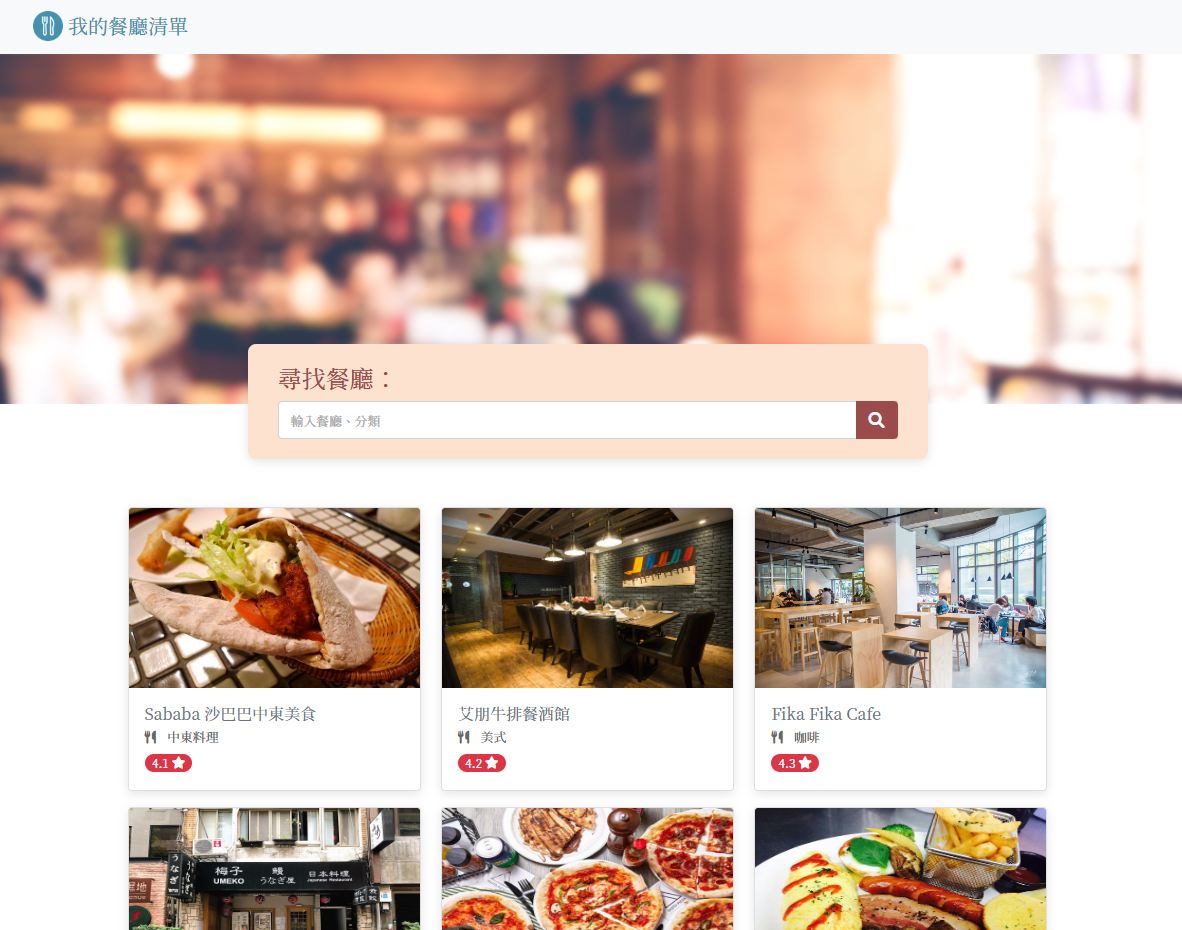 我的餐廳清單
尋找餐廳：
輸入餐廳、分類
Sababa 沙巴巴中東美食
中東料理
4.1
艾朋牛排餐酒館
美式
4.2
Fika Fika Cafe
咖啡
4.3
梅子 鰻 日本料理
UMEKO うなぎ屋 Japanese Restaurant
うなぎ